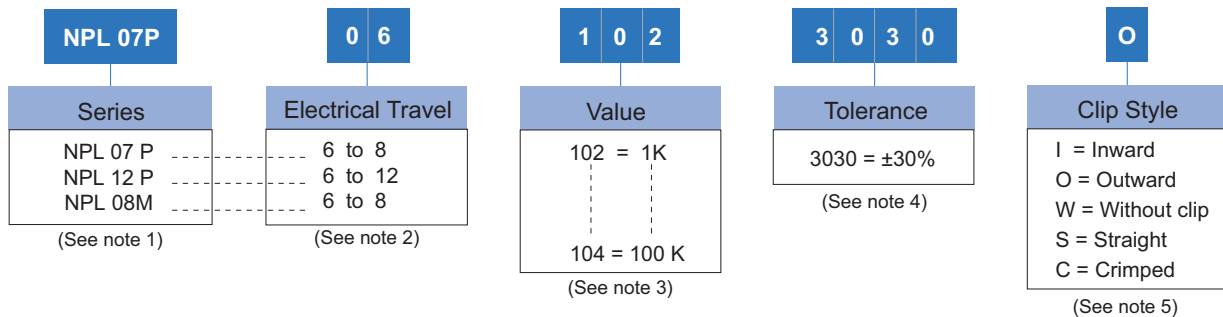 NPL 07P
0 6
1 0 2
3 0 3 0
O
Series
NPL 07 P
NPL 12 P
NPL 08M
(See note 1)
Electrical Travel
6 to 8
6 to 12
6 to 8
(See note 2)
Value
102 = 1K
104 = 100 K
(See note 3)
Tolerance
3030 = ±30%
(See note 4)
Clip Style
I = Inward
O = Outward
W = Without clip
S = Straight
C = Crimped
(See note 5)